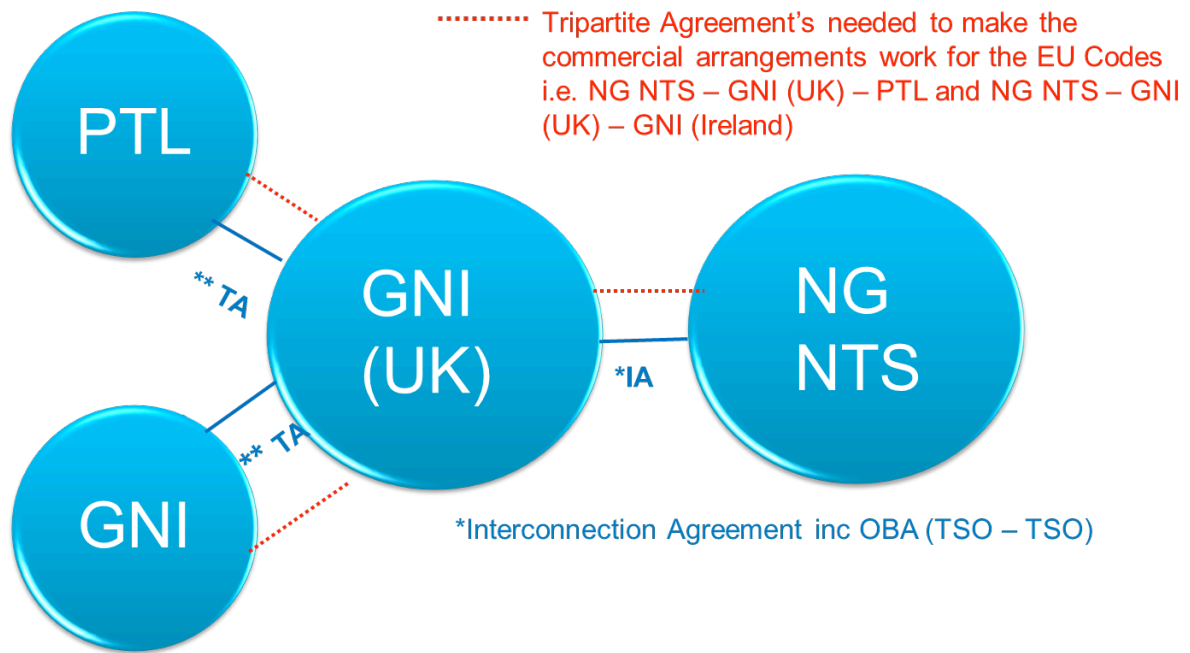 Tripartite Agreement's needed to make the
commercial arrangements work for the EU Codes
i.e. NG NTS – GNI (UK) – PTL and NG NTS – GNI
(UK) – GNI (Ireland)
PTL
** TA
GNI
(UK)
NG
NTS
*IA
** TA
GNI
*Interconnection Agreement inc OBA (TSO – TSO)